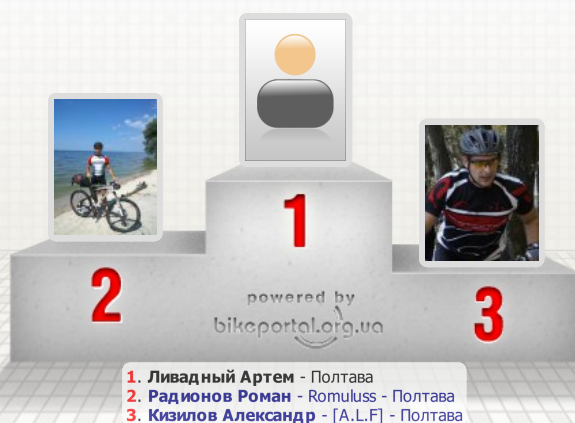 1
2
3
powered by
bikeportal.org.ua
1. Ливадный Артем - Полтава
2. Радионов Роман - Romuluss - Полтава
3. Кизилов Александр - [A.L.F] - Полтава